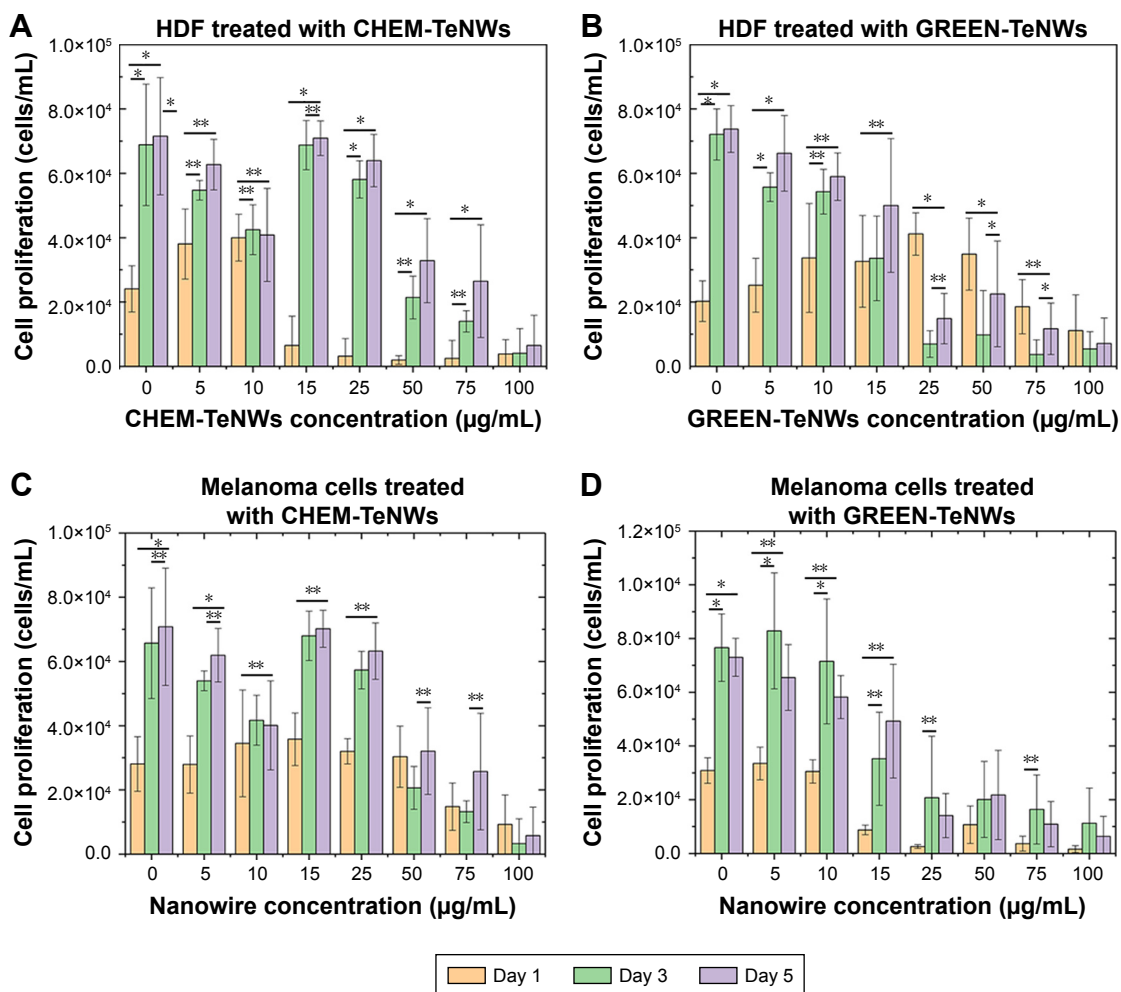 A
HDF treated with CHEM-TeNWs
Cell proliferation (cells/mL)
1.0×10⁵
8.0×10⁴
6.0×10⁴
4.0×10⁴
2.0×10⁴
0.0
* * * ** ** ** ** * ** * * * ** * **
0 5 10 15 25 50 75 100
CHEM-TeNWs concentration (µg/mL)
B
HDF treated with GREEN-TeNWs
Cell proliferation (cells/mL)
1.0×10⁵
8.0×10⁴
6.0×10⁴
4.0×10⁴
2.0×10⁴
0.0
* * * * ** ** ** * ** * * ** *
0 5 10 15 25 50 75 100
GREEN-TeNWs concentration (µg/mL)
C
Melanoma cells treated
with CHEM-TeNWs
Cell proliferation (cells/mL)
1.0×10⁵
8.0×10⁴
6.0×10⁴
4.0×10⁴
2.0×10⁴
0.0
* ** * ** ** ** ** ** **
0 5 10 15 25 50 75 100
Nanowire concentration (µg/mL)
D
Melanoma cells treated
with GREEN-TeNWs
Cell proliferation (cells/mL)
1.2×10⁵
1.0×10⁵
8.0×10⁴
6.0×10⁴
4.0×10⁴
2.0×10⁴
0.0
* * ** * ** * ** ** ** **
0 5 10 15 25 50 75 100
Nanowire concentration (µg/mL)
Day 1 Day 3 Day 5